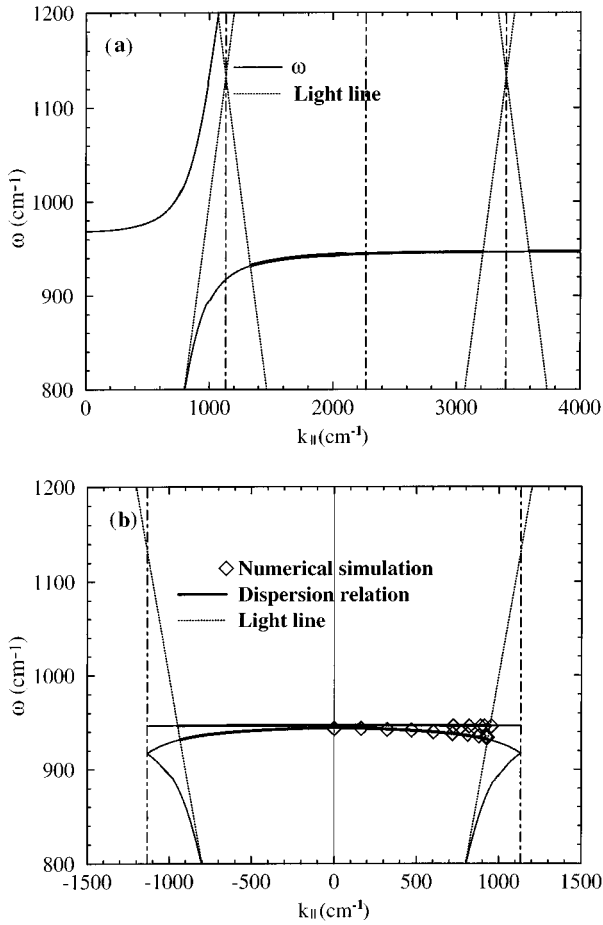 1200
(a)
ω
Light line
1100
ω (cm-1)
1000
900
800
0 1000 2000 3000 4000
k||(cm-1)
1200
(b)
Numerical simulation
Dispersion relation
Light line
1100
ω (cm-1)
1000
900
800
-1500 -1000 -500 0 500 1000 1500
k||(cm-1)